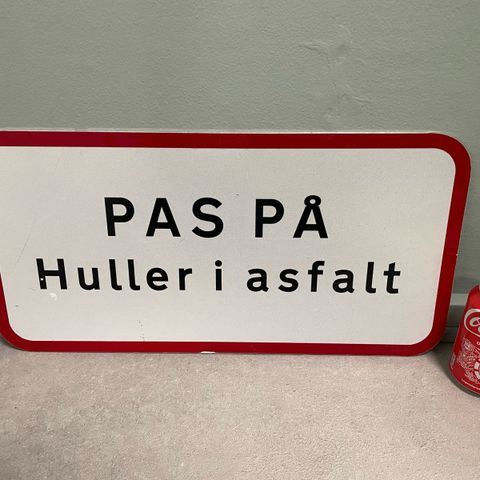 PAS PÅ
Huller i asfalt